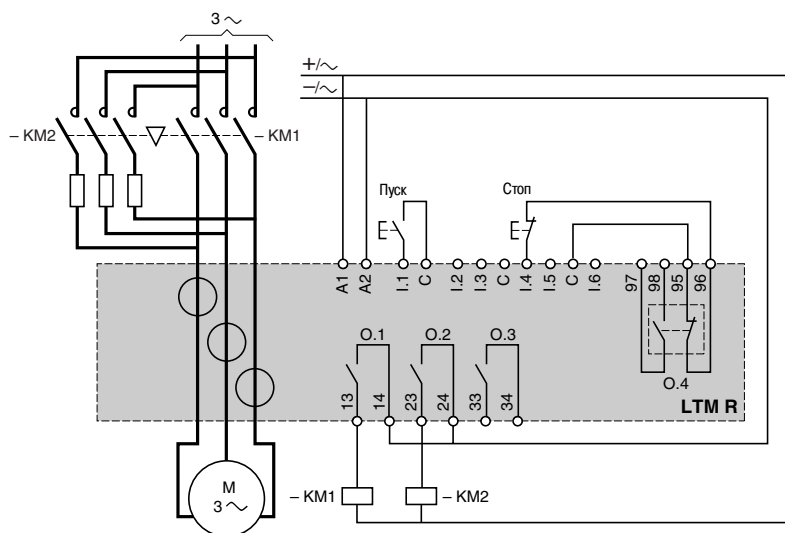 3 ~
+/~
−/~
– KM2
– KM1
Пуск
Стоп
A1
A2
I.1
C
I.2
I.3
C
I.4
I.5
C
I.6
97
98
95
96
O.1
O.2
O.3
O.4
13
14
23
24
33
34
LTM R
M
3 ~
– KM1
– KM2